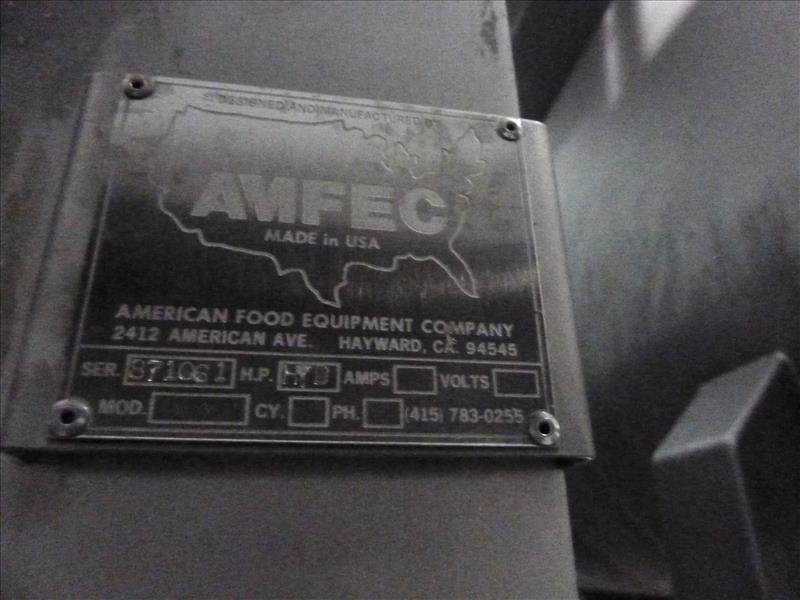 DESIGNED AND MANUFACTURED BY
AMFEC
MADE in USA
AMERICAN FOOD EQUIPMENT COMPANY
2412 AMERICAN AVE. HAYWARD, CA. 94545
SER. 871081 H.P. HYD AMPS VOLTS
MOD. CY. PH. (415) 783-0255